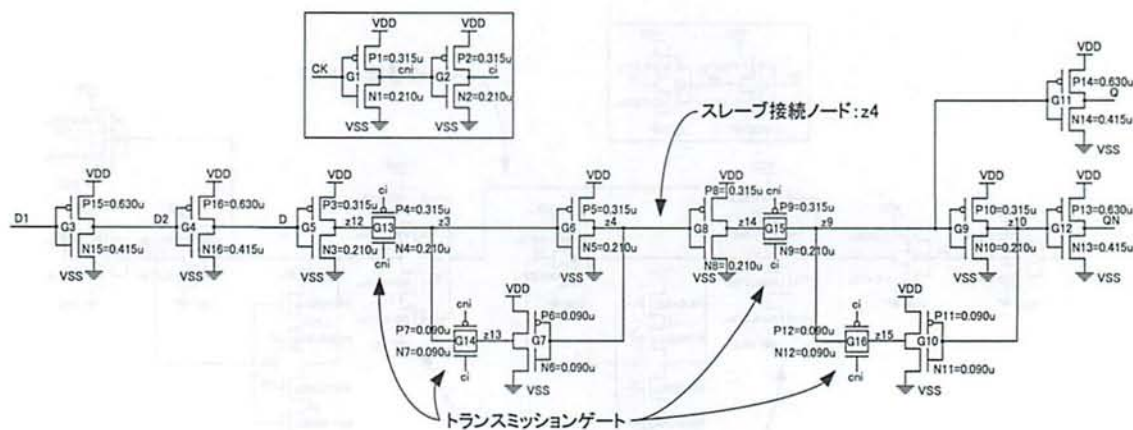 VDD
VDD
P1=0.315u
P2=0.315u
CK
G1
cni
G2
ci
N1=0.210u
N2=0.210u
VSS
VSS
スレーブ接続ノード:z4
VDD
P14=0.630u
G11
Q
N14=0.415u
VSS
VDD
P15=0.630u
D1
G3
N15=0.415u
VSS
VDD
P16=0.630u
D2
G4
N16=0.415u
VSS
VDD
P3=0.315u
D
G5
z12
N3=0.210u
VSS
ci
P4=0.315u
G13
z3
N4=0.210u
cni
VDD
P5=0.315u
G6
z4
N5=0.210u
VSS
VDD
P8=0.315u
G8
z14
N8=0.210u
VSS
cni
P9=0.315u
G15
z9
N9=0.210u
ci
VDD
P10=0.315u
G9
z10
N10=0.210u
VSS
VDD
P13=0.630u
G12
QN
N13=0.415u
VSS
cni
P7=0.090u
G14
z13
N7=0.090u
ci
VDD
P6=0.090u
G7
N6=0.090u
VSS
ci
P12=0.090u
G16
z15
N12=0.090u
cni
VDD
P11=0.090u
G10
N11=0.090u
VSS
トランスミッションゲート